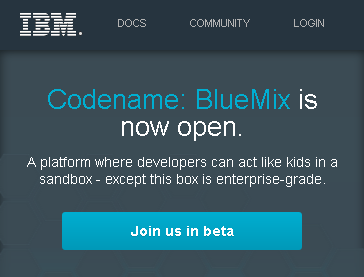 IBM. DOCS COMMUNITY LOGIN
Codename: BlueMix is
now open.
A platform where developers can act like kids in a
sandbox - except this box is enterprise-grade.
Join us in beta